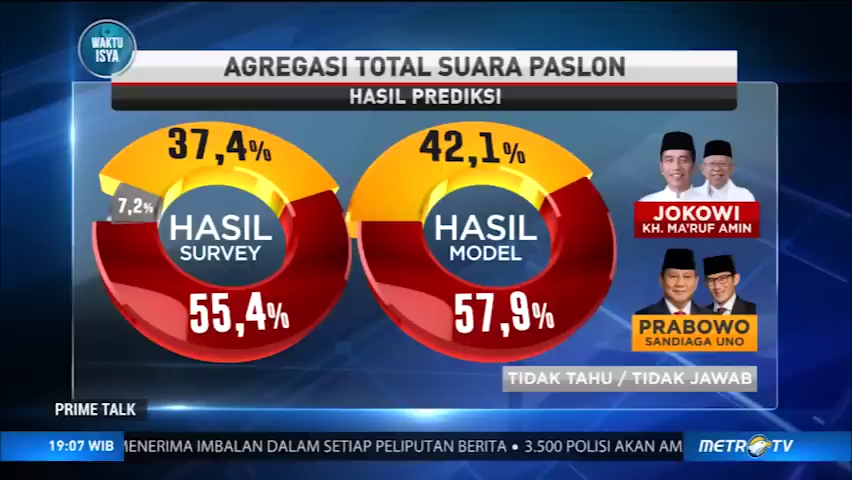 WAKTU
ISYA
AGREGASI TOTAL SUARA PASLON
HASIL PREDIKSI
37,4%
7,2%
HASIL
SURVEY
55,4%
42,1%
HASIL
MODEL
57,9%
JOKOWI
KH. MA'RUF AMIN
PRABOWO
SANDIAGA UNO
TIDAK TAHU / TIDAK JAWAB
PRIME TALK
19:07 WIB
MENERIMA IMBALAN DALAM SETIAP PELIPUTAN BERITA • 3.500 POLISI AKAN AM
METRO TV